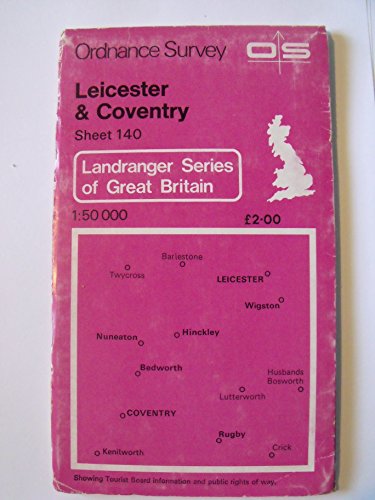 Ordnance Survey OS
Leicester
& Coventry
Sheet 140
Landranger Series
of Great Britain
1:50 000 £2·00
Barlestone
Twycross
LEICESTER
Wigston
Hinckley
Nuneaton
Bedworth
Husbands
Bosworth
Lutterworth
COVENTRY
Rugby
Kenilworth
Crick
Showing Tourist Board information and public rights of way.